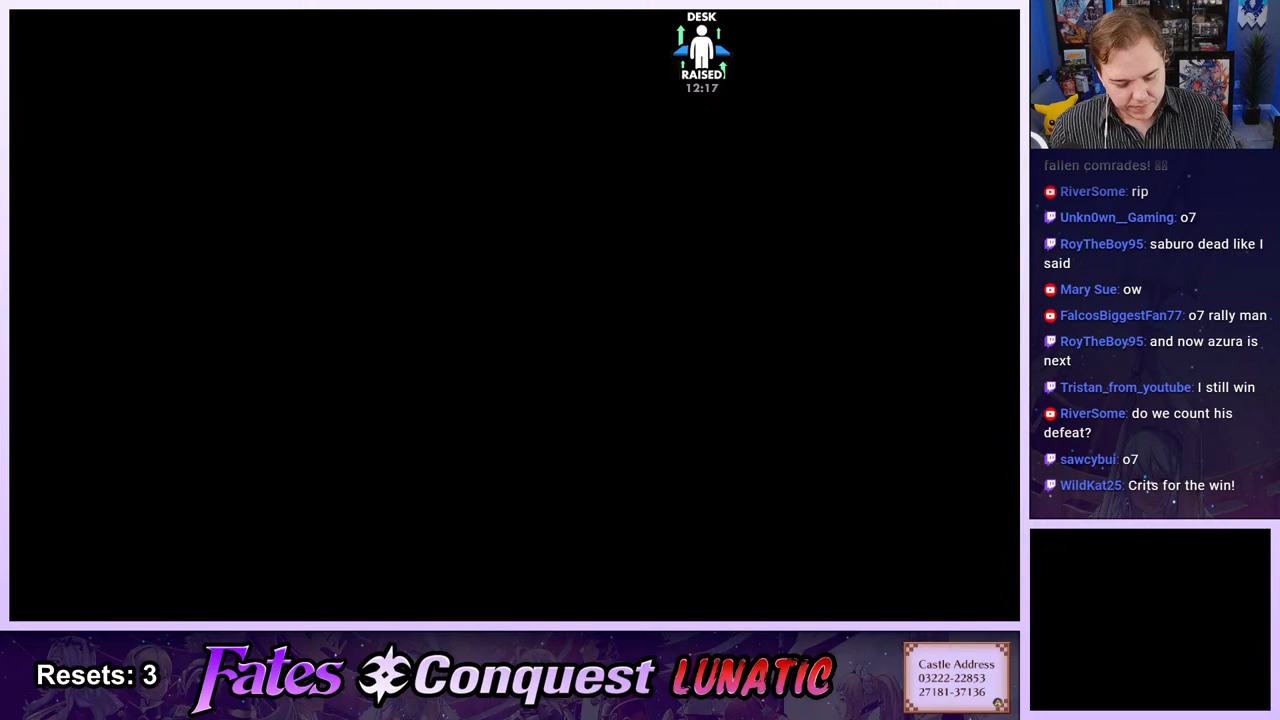 DESK
RAISED
12:17
fallen comrades!
RiverSome: rip
Unkn0wn__Gaming: o7
RoyTheBoy95: saburo dead like I
said
Mary Sue: ow
FalcosBiggestFan77: o7 rally man
RoyTheBoy95: and now azura is
next
Tristan_from_youtube: I still win
RiverSome: do we count his
defeat?
sawcybui: o7
WildKat25: Crits for the win!
Resets: 3
Fates Conquest LUNATIC
Castle Address
03222-22853
27181-37136